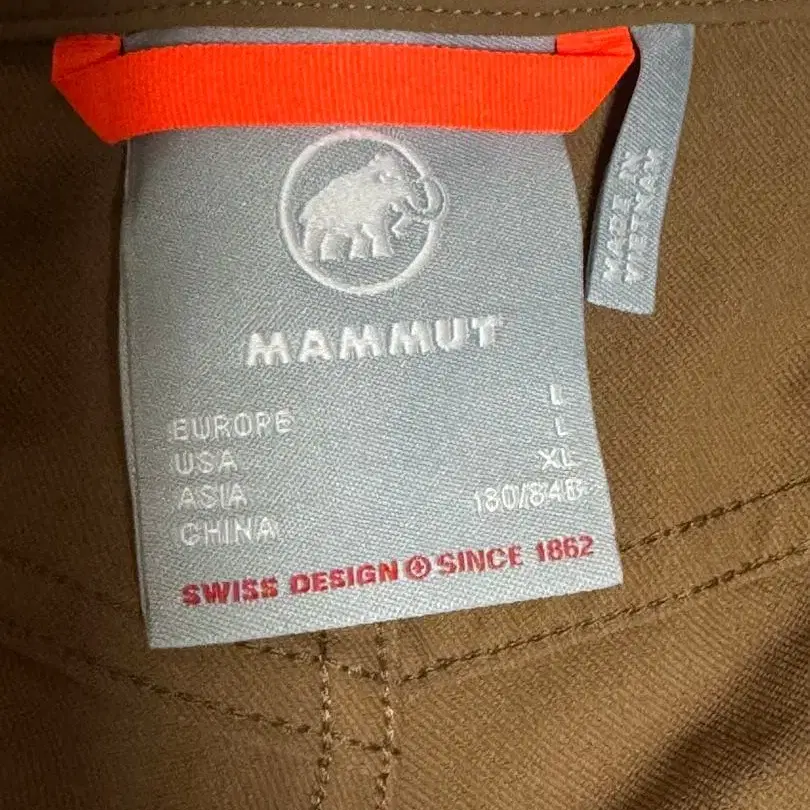 MAMMUT
EUROPE L
USA L
ASIA XL
CHINA 180/84B
SWISS DESIGN SINCE 1862
MADE IN
VIETNAM